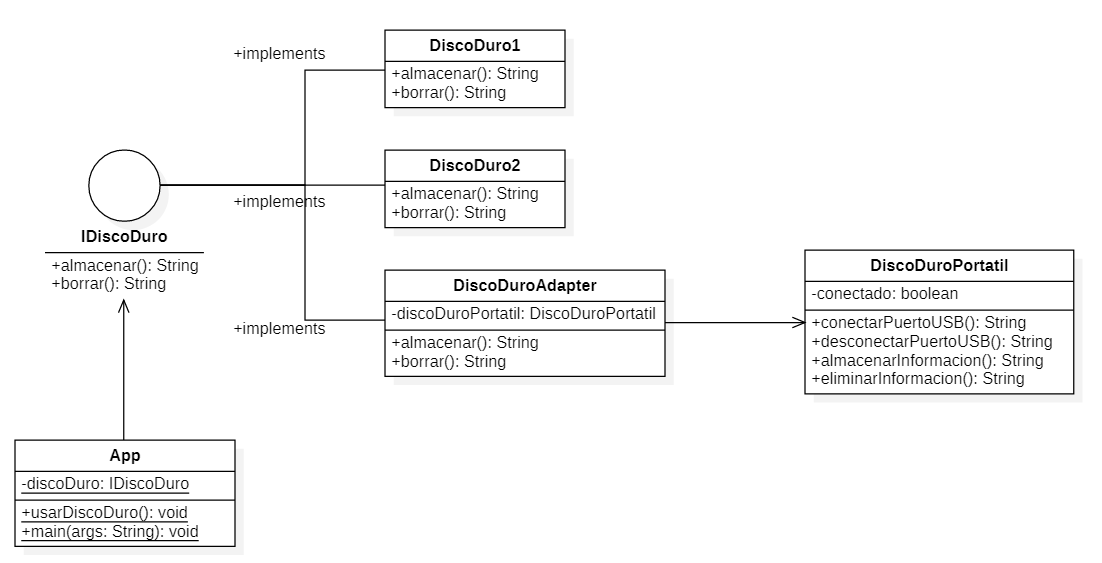 +implements
DiscoDuro1
+almacenar(): String
+borrar(): String
DiscoDuro2
+almacenar(): String
+borrar(): String
+implements
IDiscoDuro
+almacenar(): String
+borrar(): String
DiscoDuroAdapter
-discoDuroPortatil: DiscoDuroPortatil
+almacenar(): String
+borrar(): String
+implements
DiscoDuroPortatil
-conectado: boolean
+conectarPuertoUSB(): String
+desconectarPuertoUSB(): String
+almacenarInformacion(): String
+eliminarInformacion(): String
App
-discoDuro: IDiscoDuro
+usarDiscoDuro(): void
+main(args: String): void